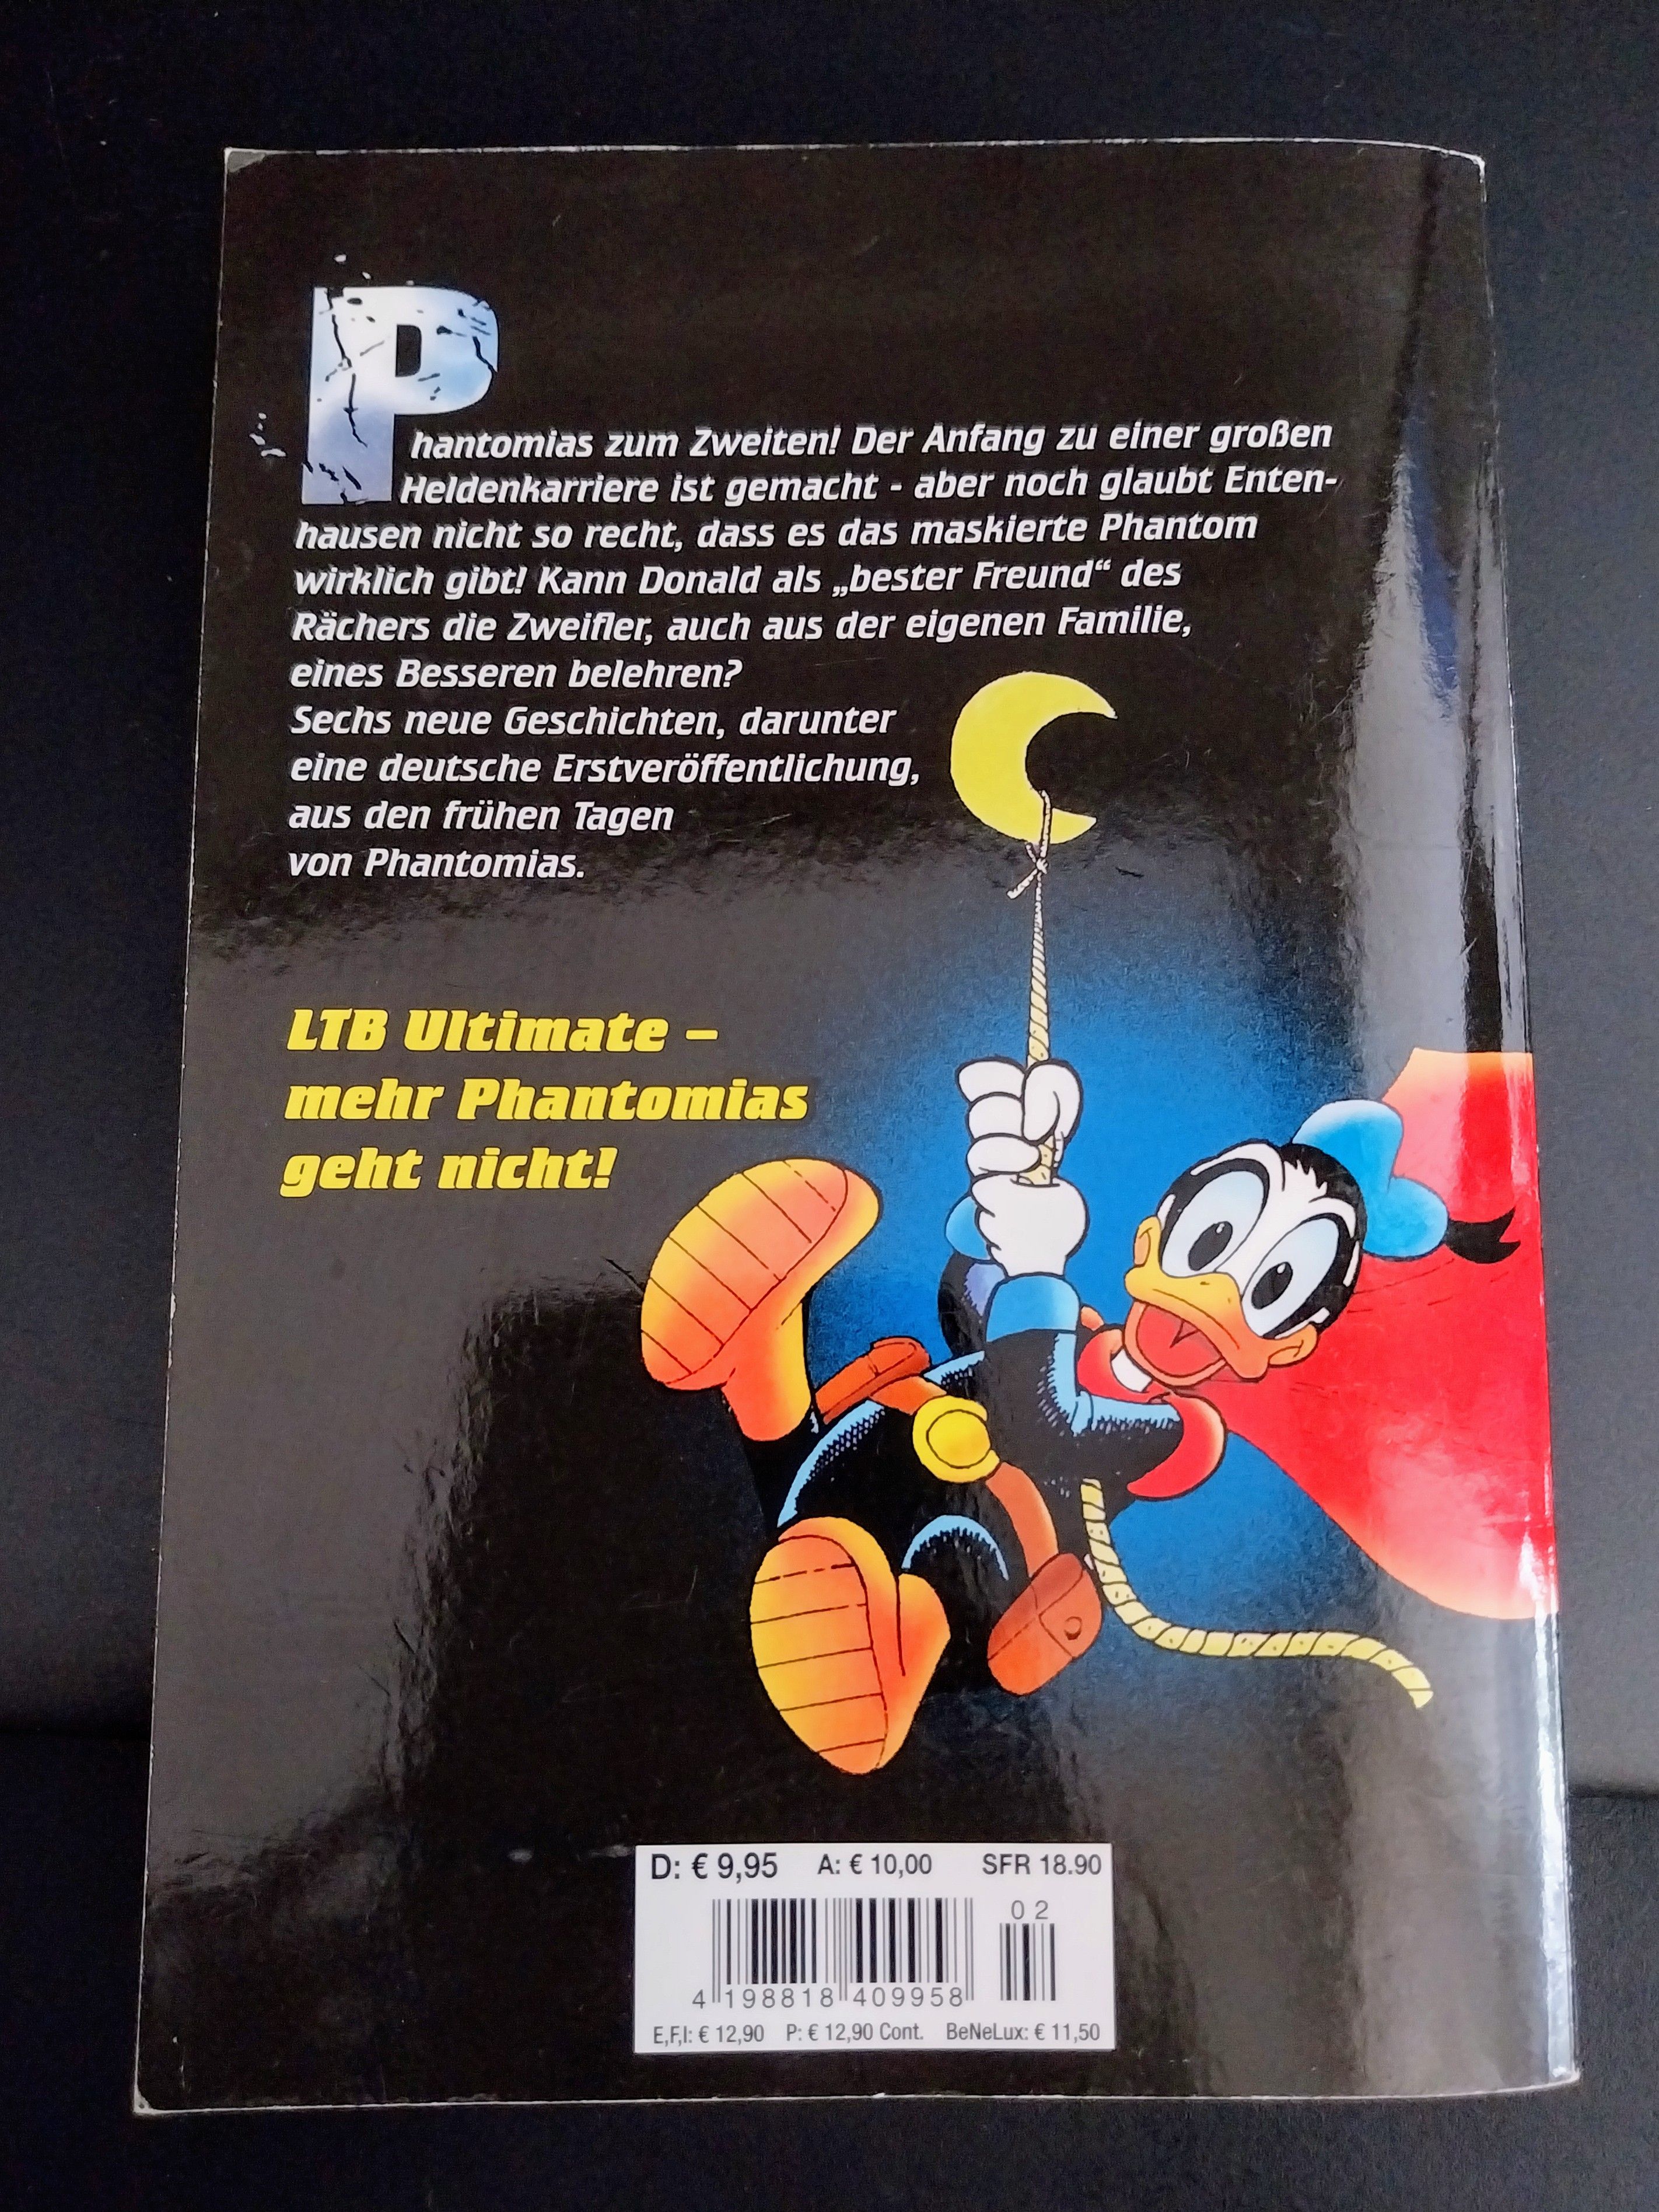 Phantomias zum Zweiten! Der Anfang zu einer großen
Heldenkarriere ist gemacht - aber noch glaubt Enten-
hausen nicht so recht, dass es das maskierte Phantom
wirklich gibt! Kann Donald als „bester Freund“ des
Rächers die Zweifler, auch aus der eigenen Familie,
eines Besseren belehren?
Sechs neue Geschichten, darunter
eine deutsche Erstveröffentlichung,
aus den frühen Tagen
von Phantomias.
LTB Ultimate –
mehr Phantomias
geht nicht!
D: € 9,95 A: € 10,00 SFR 18.90
02
4 198818 409958
E,F,I: € 12,90 P: € 12,90 Cont. BeNeLux: € 11,50